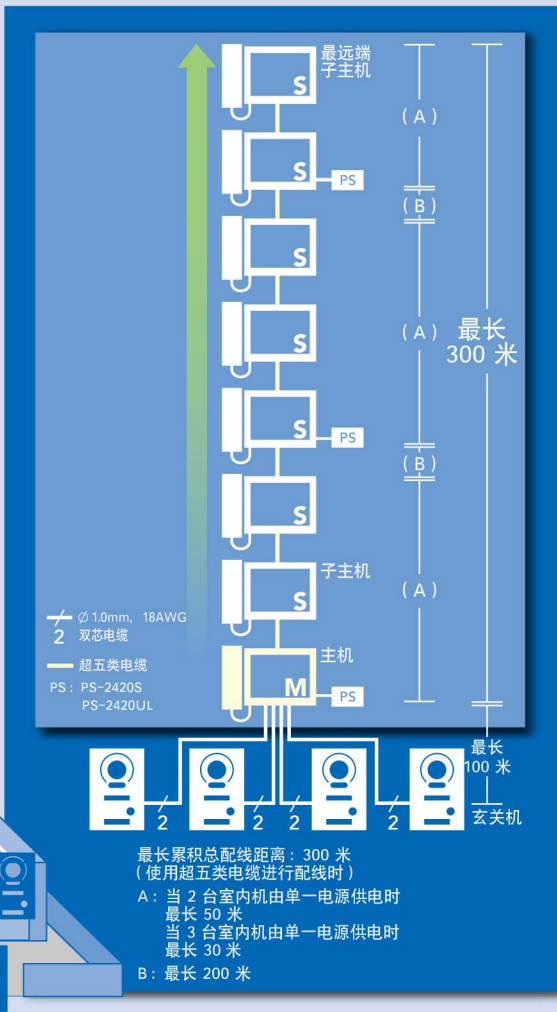 最远端
子主机
S
(A)
S
PS
(B)
S
S
(A)
最长
300 米
S
PS
(B)
S
子主机
S
(A)
∅ 1.0mm, 18AWG
2 双芯电缆
超五类电缆
PS: PS-2420S
PS-2420UL
主机
M
PS
最长
100 米
2
2
2
2
玄关机
最长累积总配线距离: 300 米
(使用超五类电缆进行配线时)
A: 当 2 台室内机由单一电源供电时
最长 50 米
当 3 台室内机由单一电源供电时
最长 30 米
B: 最长 200 米